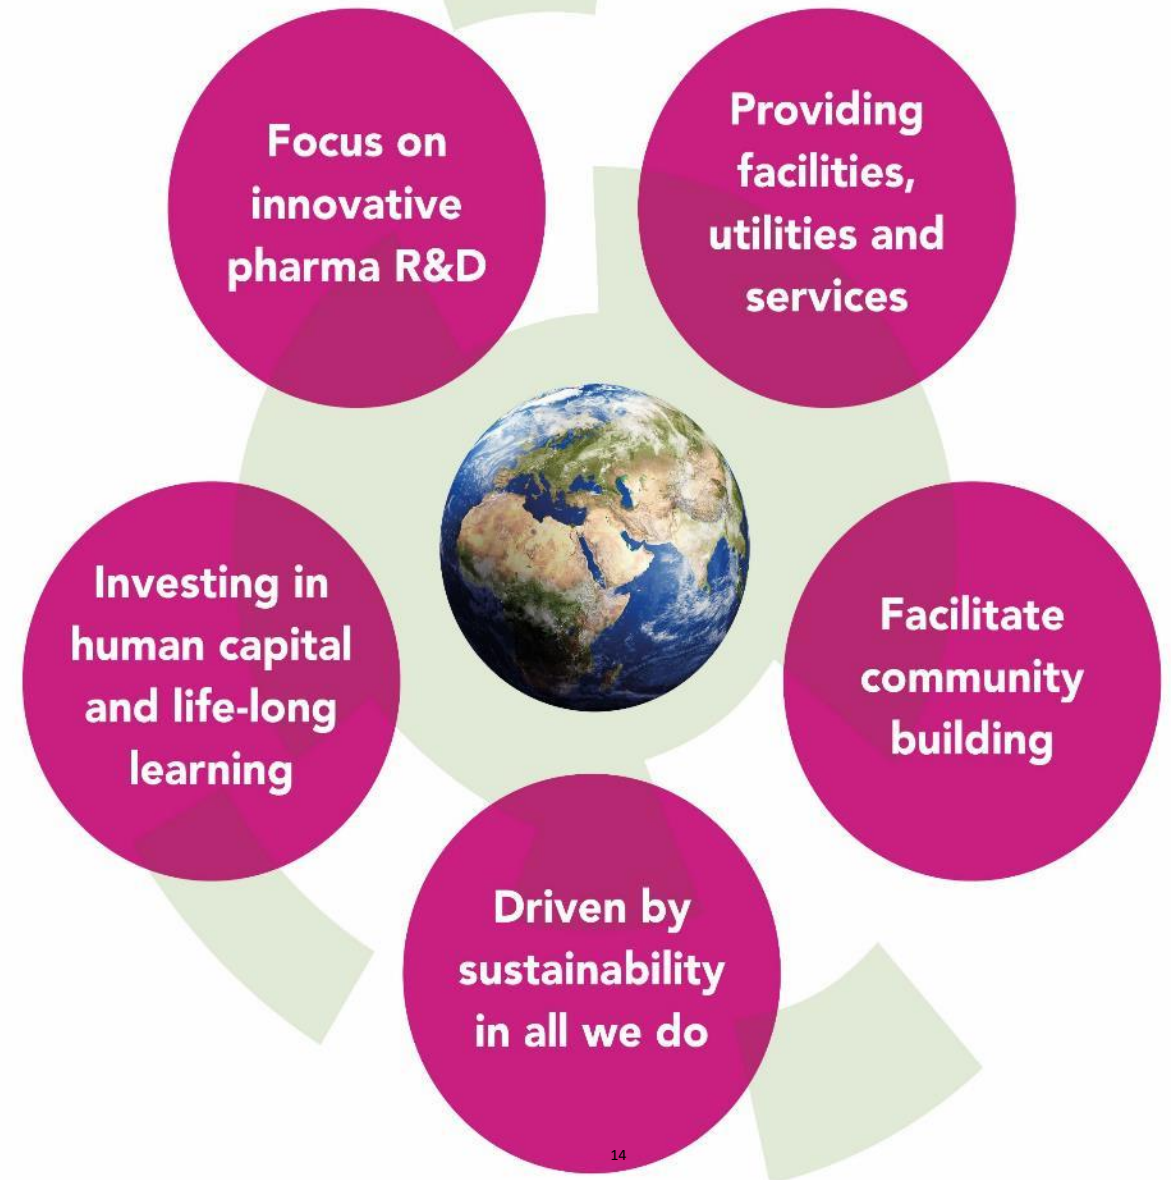 Focus on
innovative
pharma R&D
Providing
facilities,
utilities and
services
Investing in
human capital
and life-long
learning
Facilitate
community
building
Driven by
sustainability
in all we do
14